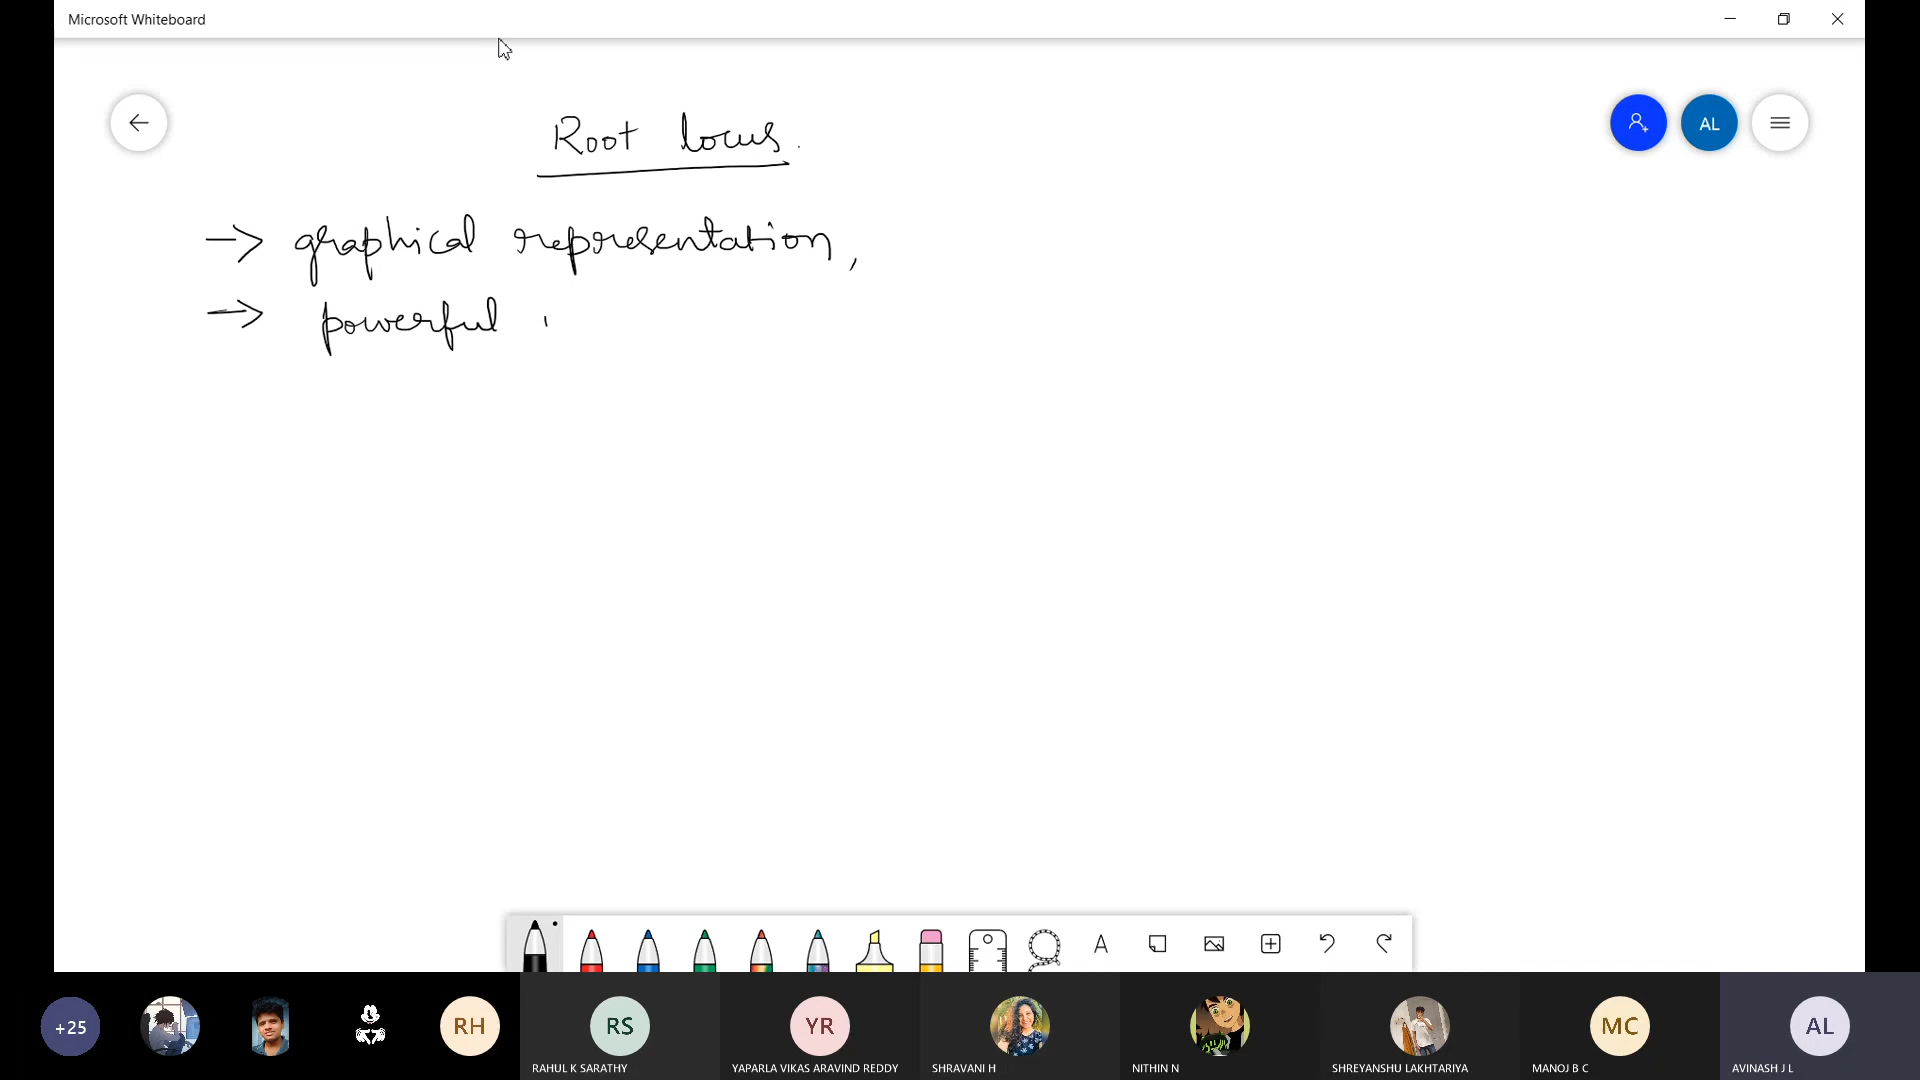 Microsoft Whiteboard
AL
Root locus.
-> graphical representation,
-> powerful
A
+25
RH
RS
YR
MC
AL
RAHUL K SARATHY
YAPARLA VIKAS ARAVIND REDDY
SHRAVANI H
NITHIN N
SHREYANSHU LAKHTARIYA
MANOJ B C
AVINASH J L